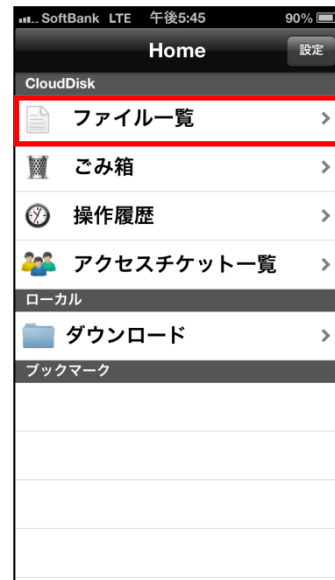 SoftBank LTE 午後5:45 90%
Home 設定
CloudDisk
ファイル一覧
ごみ箱
操作履歴
アクセスチケット一覧
ローカル
ダウンロード
ブックマーク